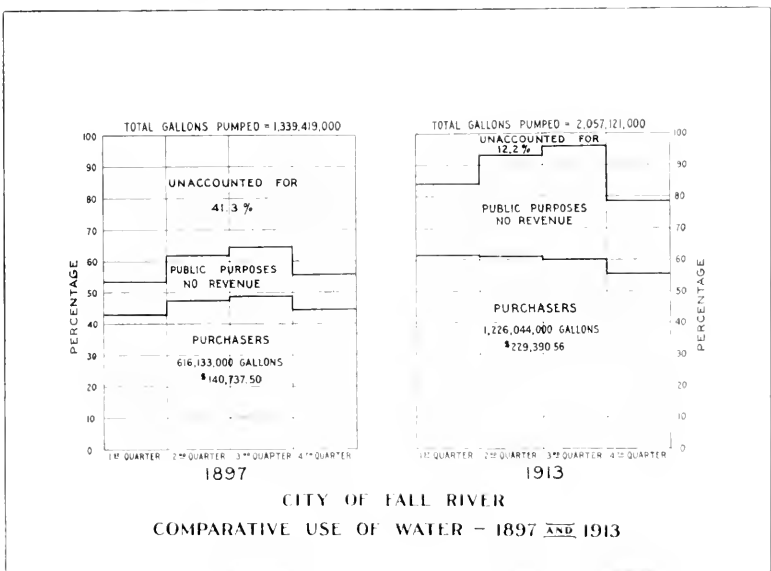 TOTAL GALLONS PUMPED = 1,339,419,000
100
90
80
70
60
50
40
30
20
10
0
PERCENTAGE
UNACCOUNTED FOR
41.3 %
PUBLIC PURPOSES
NO REVENUE
PURCHASERS
616,133,000 GALLONS
$140,737.50
1ST QUARTER 2ND QUARTER 3RD QUARTER 4TH QUARTER
1897
TOTAL GALLONS PUMPED = 2,057,121,000
UNACCOUNTED FOR
12.2%
PUBLIC PURPOSES
NO REVENUE
PURCHASERS
1,226,044,000 GALLONS
$229,390.56
100
90
80
70
60
50
40
30
20
10
0
PERCENTAGE
1ST QUARTER 2ND QUARTER 3RD QUARTER 4TH QUARTER
1913
CITY OF FALL RIVER
COMPARATIVE USE OF WATER – 1897 AND 1913